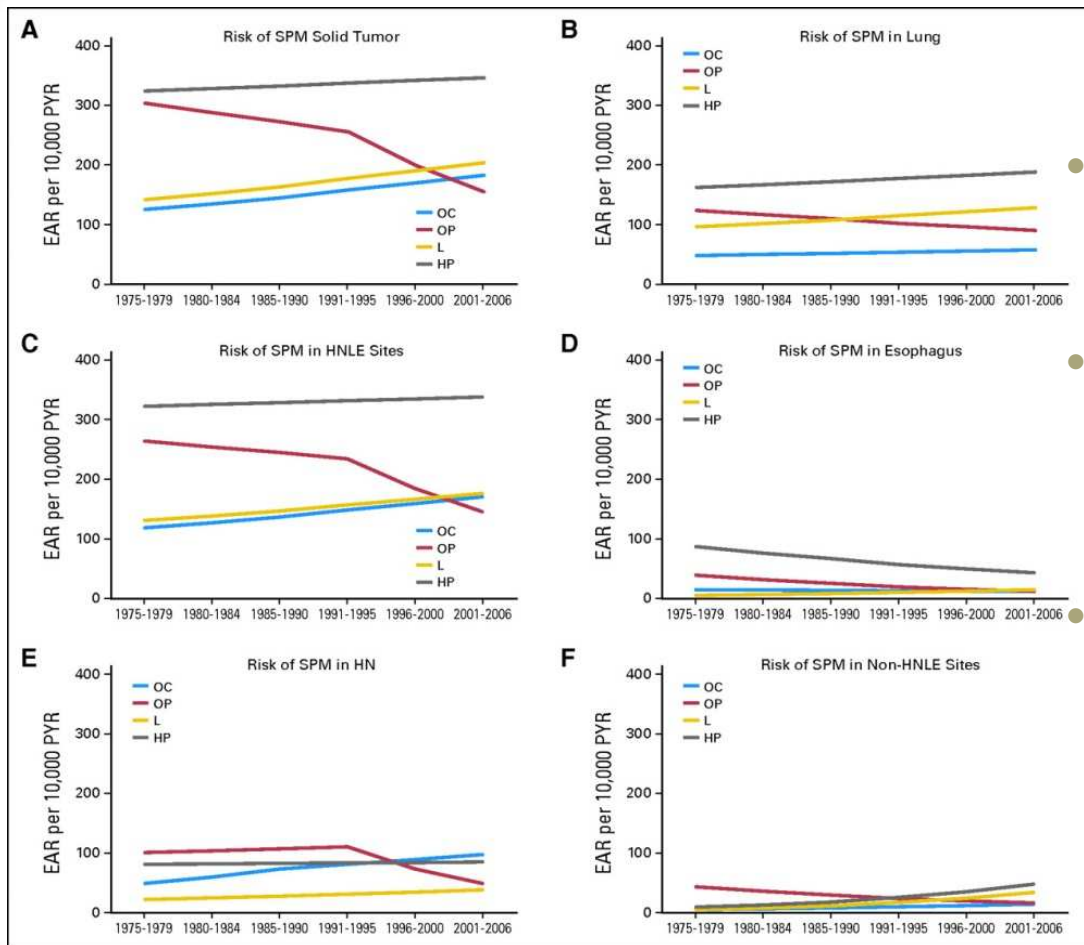 A
Risk of SPM Solid Tumor
EAR per 10,000 PYR
400
300
200
100
0
OC
OP
L
HP
1975-1979 1980-1984 1985-1990 1991-1995 1996-2000 2001-2006
B
Risk of SPM in Lung
EAR per 10,000 PYR
400
300
200
100
0
OC
OP
L
HP
1975-1979 1980-1984 1985-1990 1991-1995 1996-2000 2001-2006
C
Risk of SPM in HNLE Sites
EAR per 10,000 PYR
400
300
200
100
0
OC
OP
L
HP
1975-1979 1980-1984 1985-1990 1991-1995 1996-2000 2001-2006
D
Risk of SPM in Esophagus
EAR per 10,000 PYR
400
300
200
100
0
OC
OP
L
HP
1975-1979 1980-1984 1985-1990 1991-1995 1996-2000 2001-2006
E
Risk of SPM in HN
EAR per 10,000 PYR
400
300
200
100
0
OC
OP
L
HP
1975-1979 1980-1984 1985-1990 1991-1995 1996-2000 2001-2006
F
Risk of SPM in Non-HNLE Sites
EAR per 10,000 PYR
400
300
200
100
0
OC
OP
L
HP
1975-1979 1980-1984 1985-1990 1991-1995 1996-2000 2001-2006